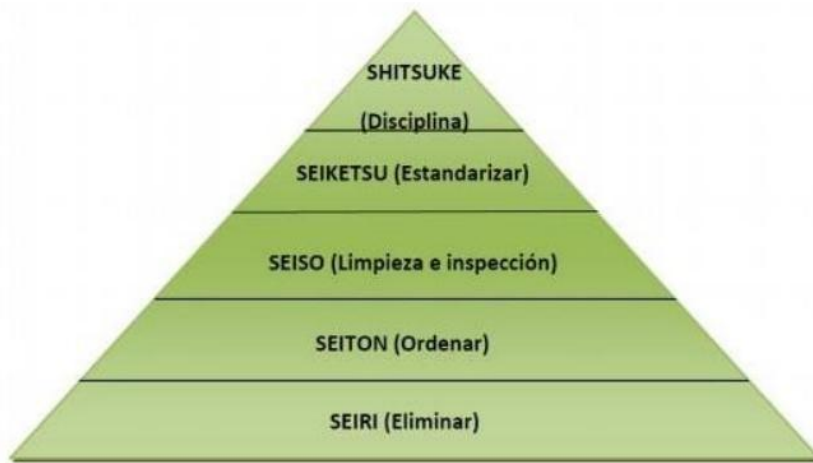 SHITSUKE
(Disciplina)
SEIKETSU (Estandarizar)
SEISO (Limpieza e inspección)
SEITON (Ordenar)
SEIRI (Eliminar)